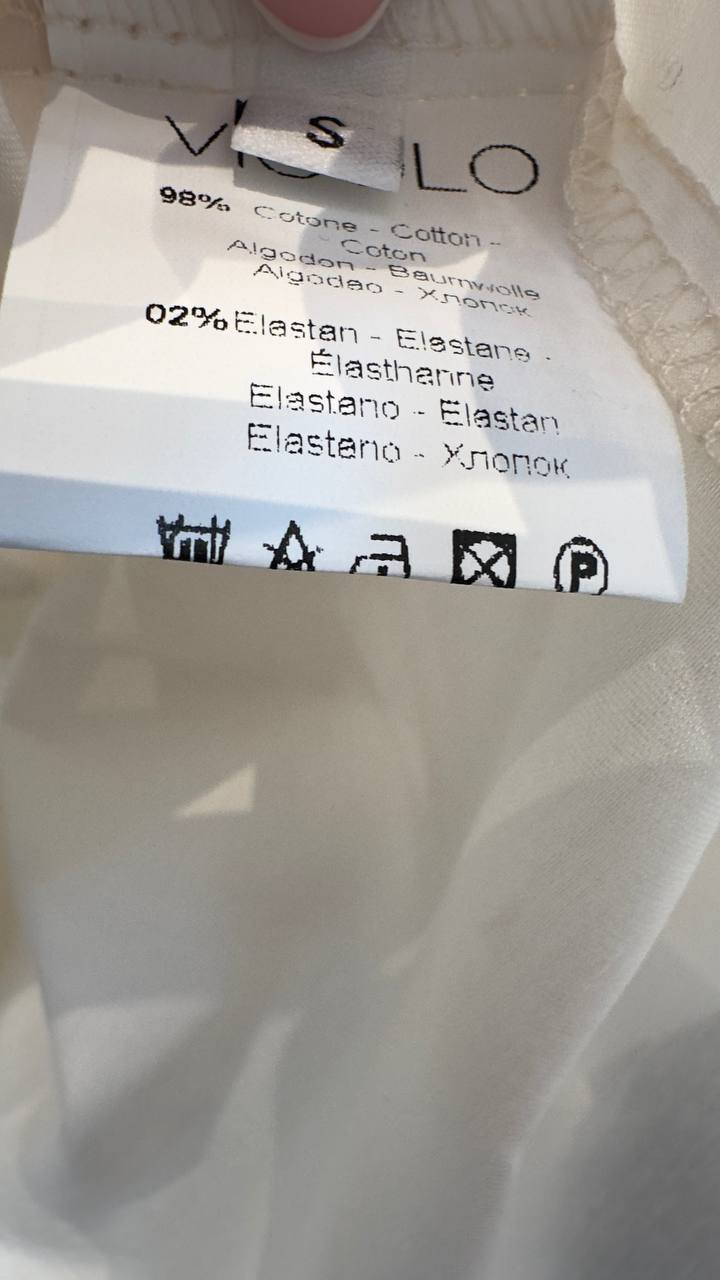 S
98% Cotone - Cotton -
Coton
Algodon - Baumwolle
Algodao - Хлопок
02% Elastan - Elastane -
Élasthanne
Elastano - Elastan
Elastano - Хлопок
P